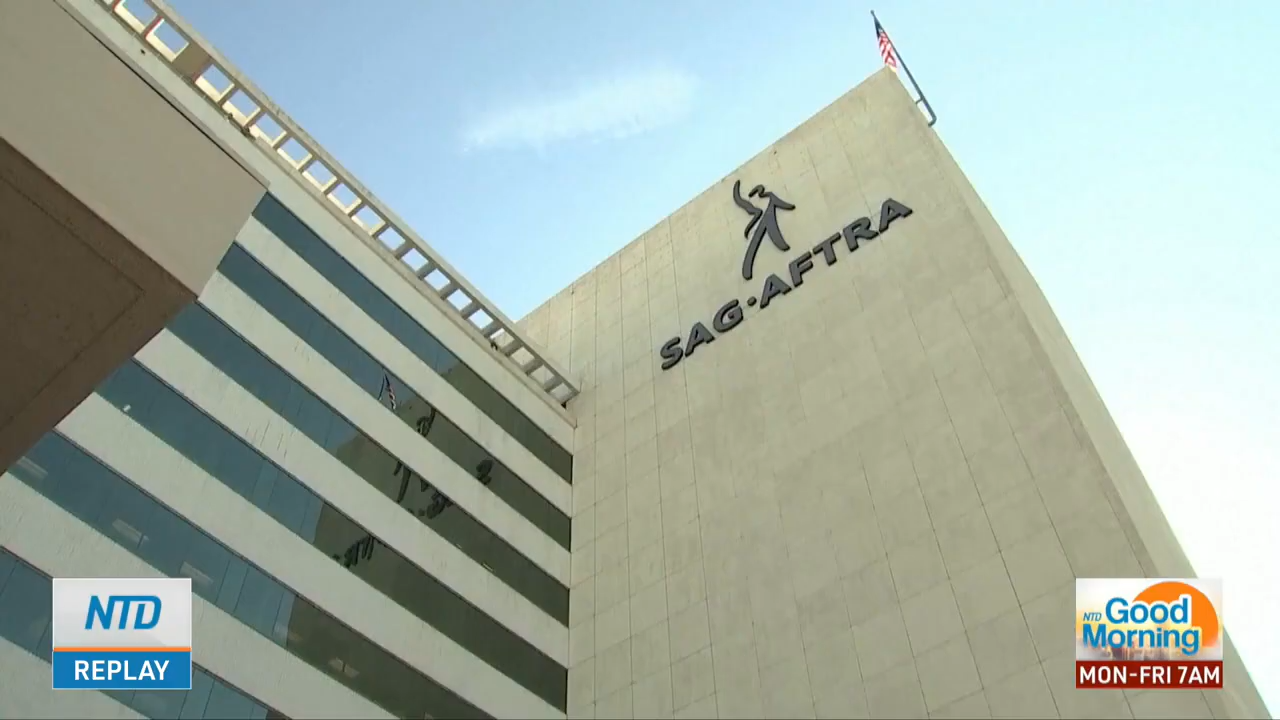 SAG·AFTRA
NTD
REPLAY
NTD
Good
Morning
MON-FRI 7AM